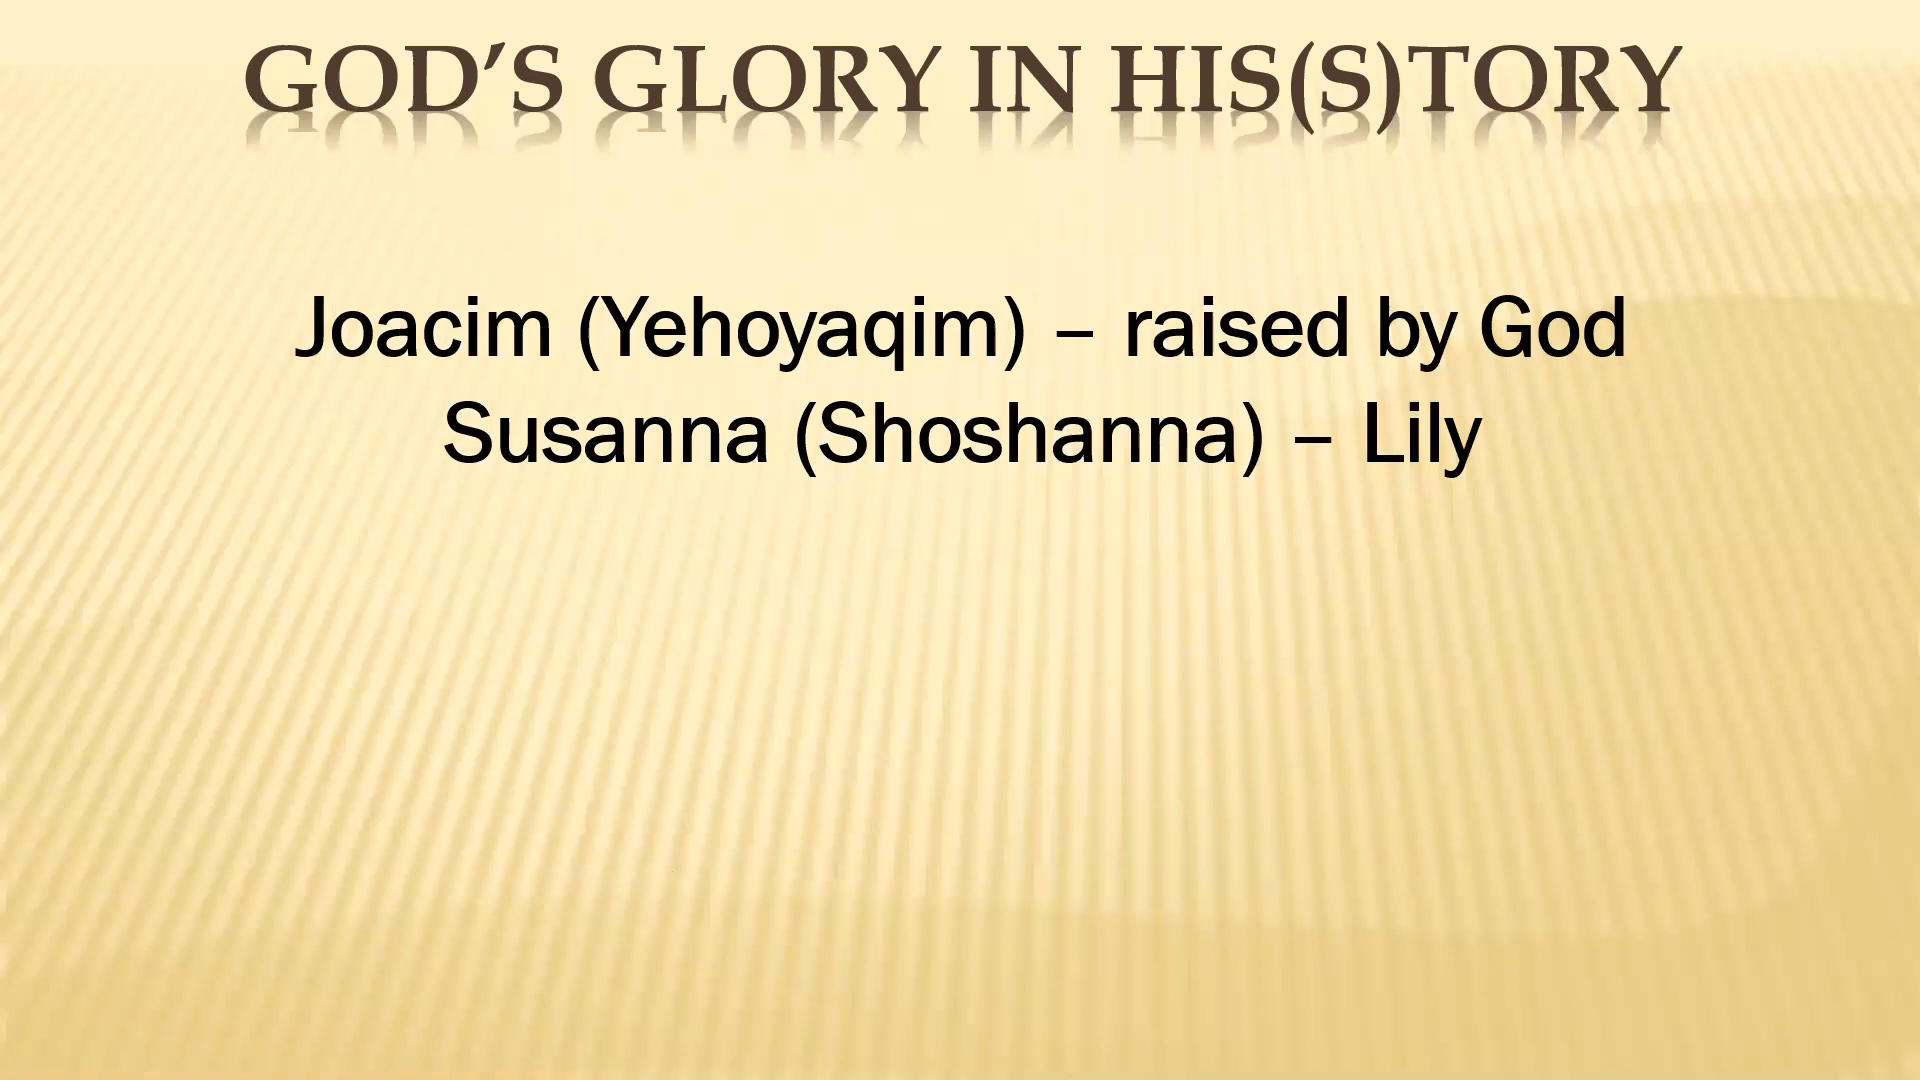 GOD’S GLORY IN HIS(S)TORY
Joacim (Yehoyaqim) – raised by God
Susanna (Shoshanna) – Lily